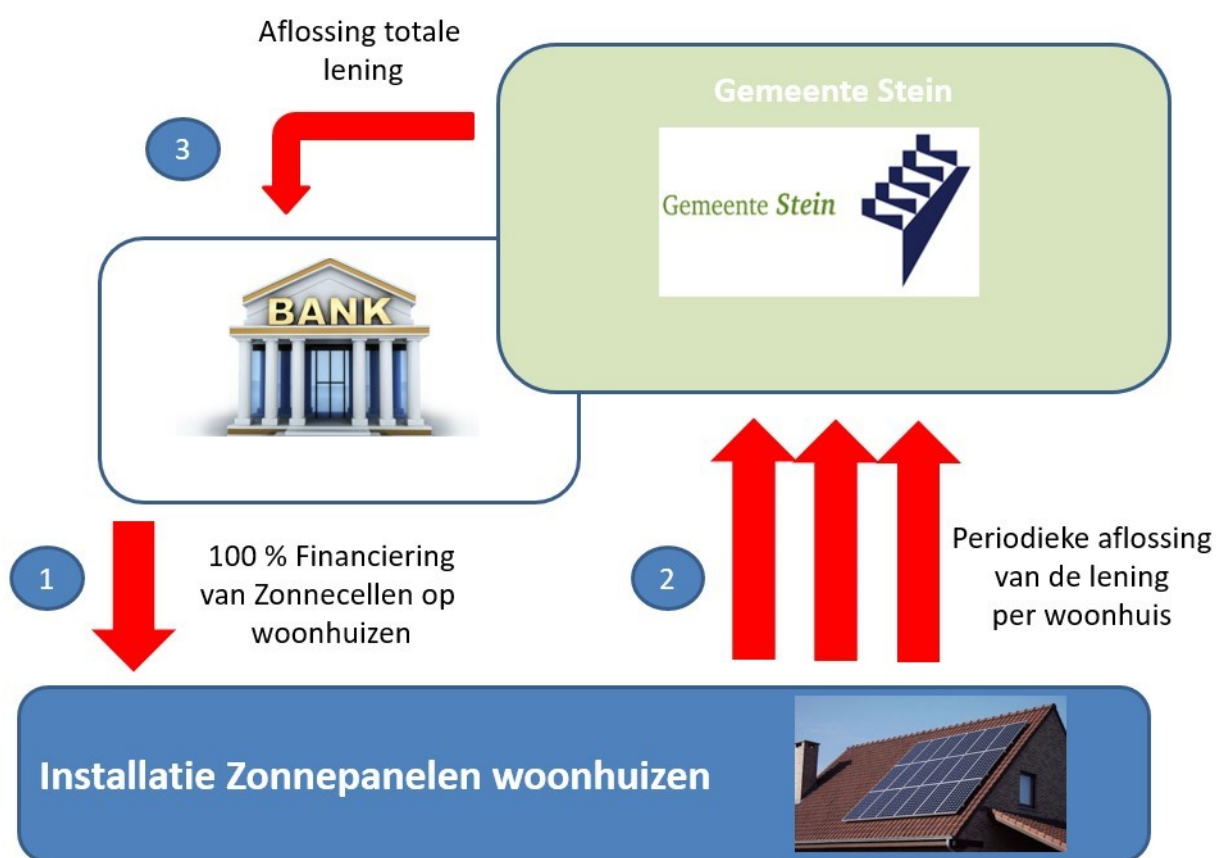 Aflossing totale
lening
3
Gemeente Stein
Gemeente Stein
BANK
1
100 % Financiering
van Zonnecellen op
woonhuizen
2
Periodieke aflossing
van de lening
per woonhuis
Installatie Zonnepanelen woonhuizen